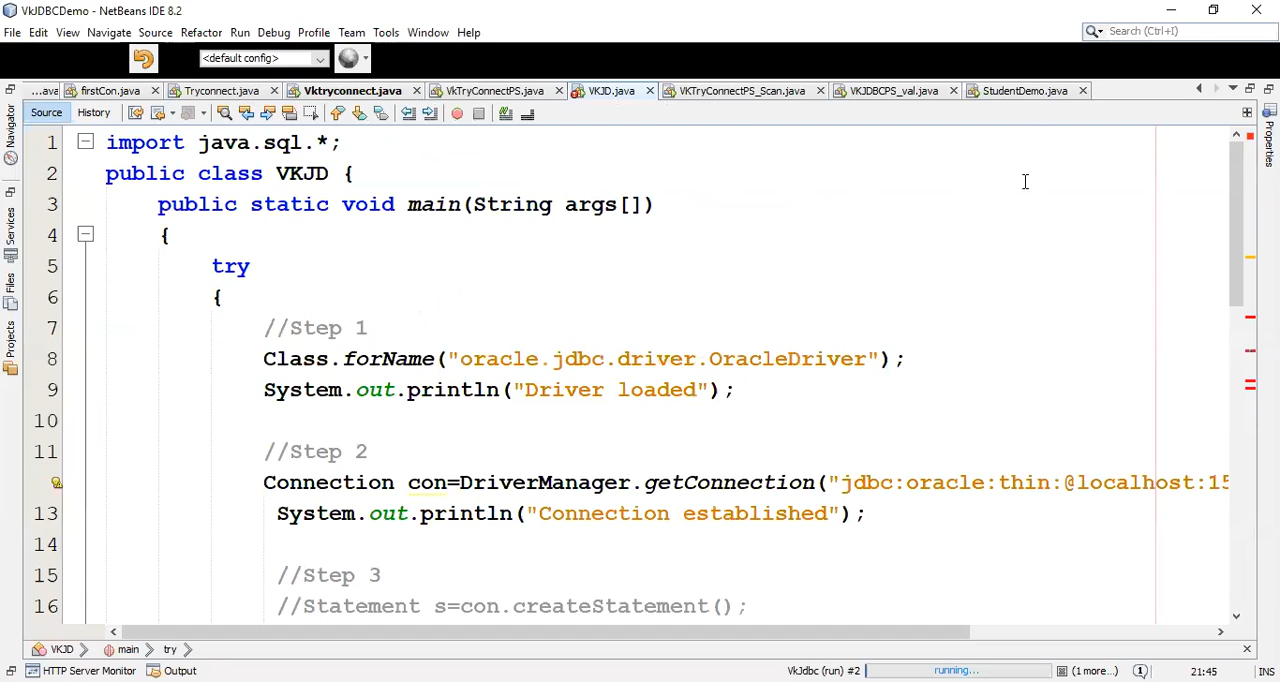 VkJDBCDemo - NetBeans IDE 8.2
File Edit View Navigate Source Refactor Run Debug Profile Team Tools Window Help
Search (Ctrl+I)
<default config>
...ava firstCon.java Tryconnect.java Vktryconnect.java VkTryConnectPS.java VKJD.java VKTryConnectPS_Scan.java VKJDBCPS_val.java StudentDemo.java
Source History
Navigator
Services
Files
Projects
Properties
1 import java.sql.*;
2 public class VKJD {
3 public static void main(String args[])
4 {
5 try
6 {
7 //Step 1
8 Class.forName("oracle.jdbc.driver.OracleDriver");
9 System.out.println("Driver loaded");
10
11 //Step 2
Connection con=DriverManager.getConnection("jdbc:oracle:thin:@localhost:15
13 System.out.println("Connection established");
14
15 //Step 3
16 //Statement s=con.createStatement();
VKJD main try
HTTP Server Monitor Output VkJdbc (run) #2 running... (1 more...) 21:45 INS